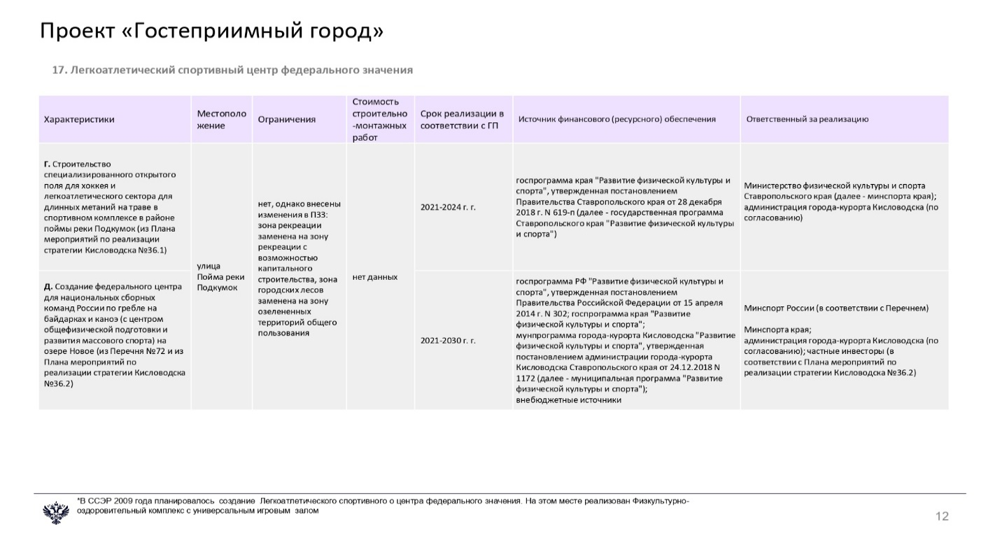 Проект «Гостеприимный город»
17. Легкоатлетический спортивный центр федерального значения
Характеристики
Местополо
жение
Ограничения
Стоимость
строительно
-монтажных
работ
Срок реализации в
соответствии с ГП
Источник финансового (ресурсного) обеспечения
Ответственный за реализацию
Г. Строительство
специализированного открытого
поля для хоккея и
легкоатлетического сектора для
длинных метаний на траве в
спортивном комплексе в районе
поймы реки Подкумок (из Плана
мероприятий по реализации
стратегии Кисловодска №36.1)
улица
Пойма реки
Подкумок
нет, однако внесены
изменения в ПЗЗ:
зона рекреации
заменена на зону
рекреации с
возможностью
капитального
строительства, зона
городских лесов
заменена на зону
озелененных
территорий общего
пользования
нет данных
2021-2024 г. г.
госпрограмма края "Развитие физической культуры и
спорта", утвержденная постановлением
Правительства Ставропольского края от 28 декабря
2018 г. N 619-п (далее - государственная программа
Ставропольского края "Развитие физической культуры
и спорта")
Министерство физической культуры и спорта
Ставропольского края (далее - минспорта края);
администрация города-курорта Кисловодска (по
согласованию)
Д. Создание федерального центра
для национальных сборных
команд России по гребле на
байдарках и каноэ (с центром
общефизической подготовки и
развития массового спорта) на
озере Новое (из Перечня №72 и из
Плана мероприятий по
реализации стратегии Кисловодска
№36.2)
2021-2030 г. г.
госпрограмма РФ "Развитие физической культуры и
спорта", утвержденная постановлением
Правительства Российской Федерации от 15 апреля
2014 г. N 302; госпрограмма края "Развитие
физической культуры и спорта";
мунпрограмма города-курорта Кисловодска "Развитие
физической культуры и спорта", утвержденная
постановлением администрации города-курорта
Кисловодска Ставропольского края от 24.12.2018 N
1172 (далее - муниципальная программа "Развитие
физической культуры и спорта");
внебюджетные источники
Минспорт России (в соответствии с Перечнем)
Минспорта края;
администрация города-курорта Кисловодска (по
согласованию); частные инвесторы (в
соответствии с Плана мероприятий по
реализации стратегии Кисловодска №36.2)
*В ССЭР 2009 года планировалось создание Легкоатлетического спортивного о центра федерального значения. На этом месте реализован Физкультурно-
оздоровительный комплекс с универсальным игровым залом
12